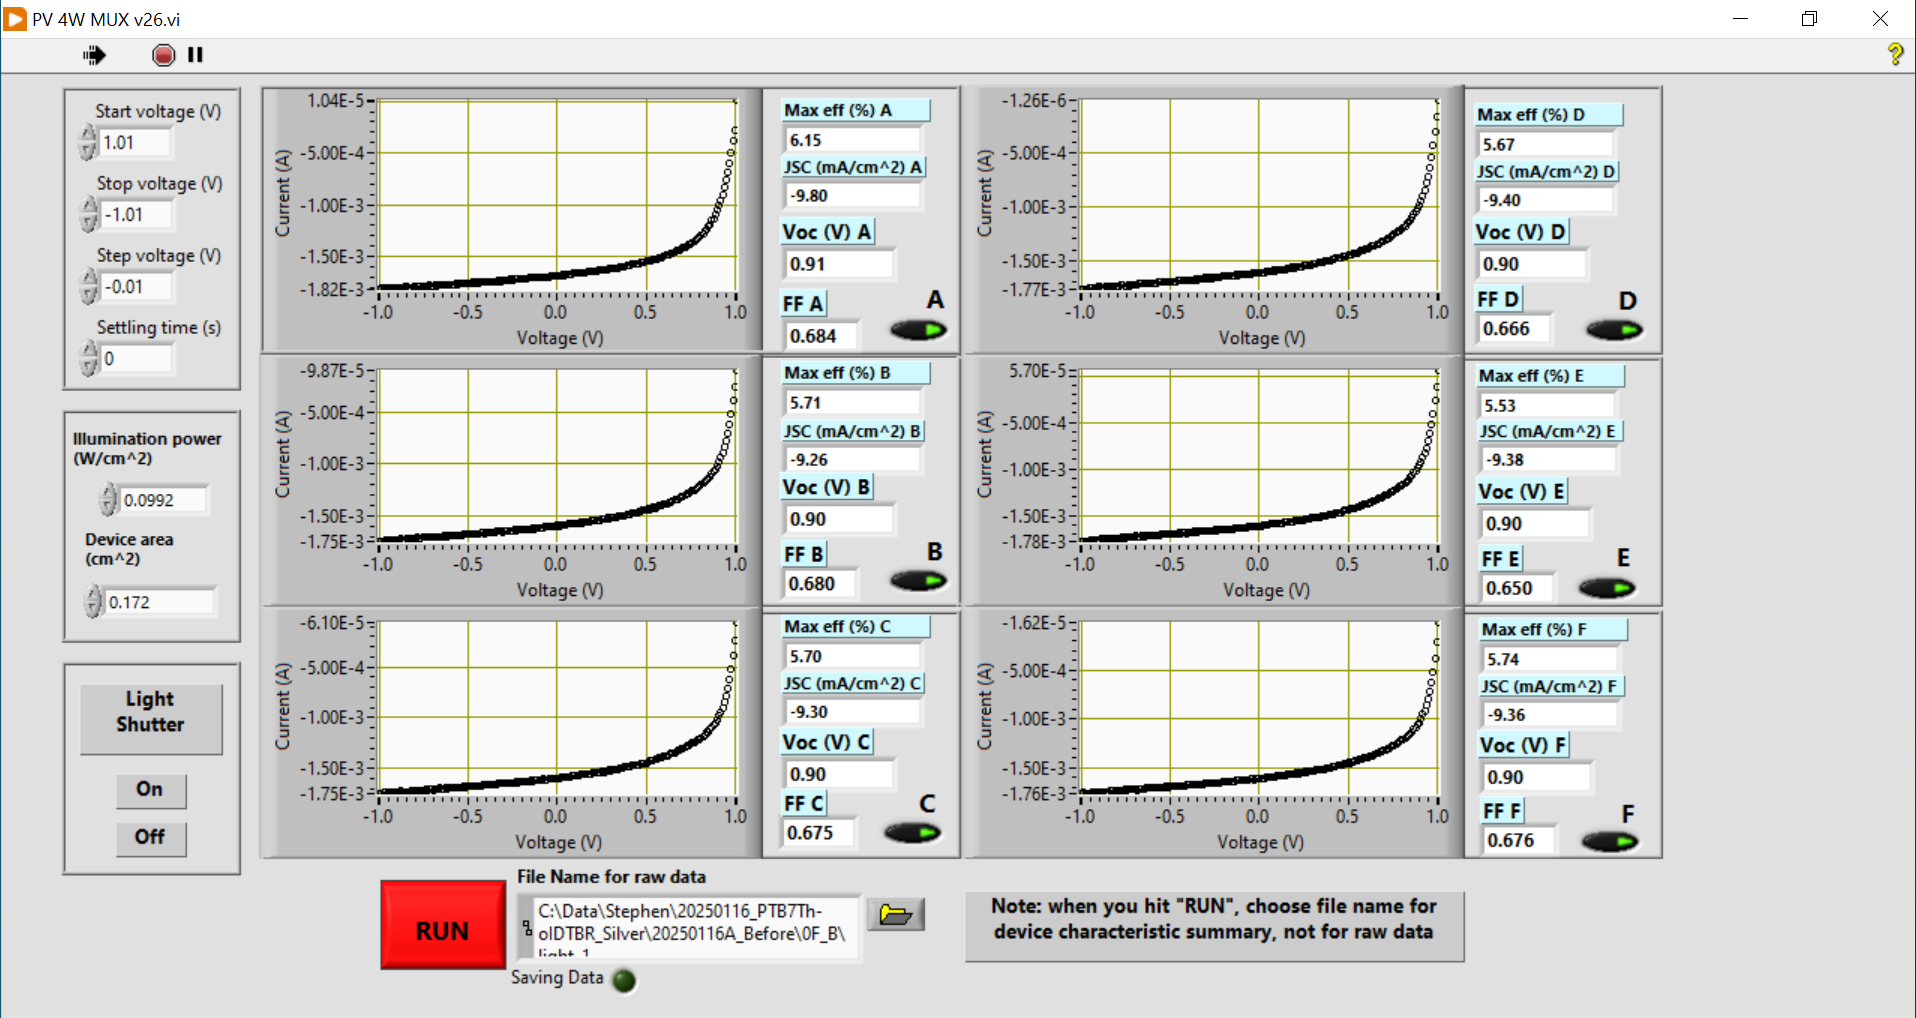 PV 4W MUX v26.vi
Start voltage (V)
1.01
Stop voltage (V)
-1.01
Step voltage (V)
-0.01
Settling time (s)
0
Illumination power
(W/cm^2)
0.0992
Device area
(cm^2)
0.172
Light
Shutter
On
Off
1.04E-5
-5.00E-4
-1.00E-3
-1.50E-3
-1.82E-3
Current (A)
-1.0 -0.5 0.0 0.5 1.0
Voltage (V)
Max eff (%) A
6.15
JSC (mA/cm^2) A
-9.80
Voc (V) A
0.91
FF A
0.684
A
-1.26E-6
-5.00E-4
-1.00E-3
-1.50E-3
-1.77E-3
Current (A)
-1.0 -0.5 0.0 0.5 1.0
Voltage (V)
Max eff (%) D
5.67
JSC (mA/cm^2) D
-9.40
Voc (V) D
0.90
FF D
0.666
D
-9.87E-5
-5.00E-4
-1.00E-3
-1.50E-3
-1.75E-3
Current (A)
-1.0 -0.5 0.0 0.5 1.0
Voltage (V)
Max eff (%) B
5.71
JSC (mA/cm^2) B
-9.26
Voc (V) B
0.90
FF B
0.680
B
5.70E-5
-5.00E-4
-1.00E-3
-1.50E-3
-1.78E-3
Current (A)
-1.0 -0.5 0.0 0.5 1.0
Voltage (V)
Max eff (%) E
5.53
JSC (mA/cm^2) E
-9.38
Voc (V) E
0.90
FF E
0.650
E
-6.10E-5
-5.00E-4
-1.00E-3
-1.50E-3
-1.75E-3
Current (A)
-1.0 -0.5 0.0 0.5 1.0
Voltage (V)
Max eff (%) C
5.70
JSC (mA/cm^2) C
-9.30
Voc (V) C
0.90
FF C
0.675
C
-1.62E-5
-5.00E-4
-1.00E-3
-1.50E-3
-1.76E-3
Current (A)
-1.0 -0.5 0.0 0.5 1.0
Voltage (V)
Max eff (%) F
5.74
JSC (mA/cm^2) F
-9.36
Voc (V) F
0.90
FF F
0.676
F
RUN
File Name for raw data
C:\Data\Stephen\20250116_PTB7Th-
oIDTBR_Silver\20250116A_Before\0F_B\
light_1
Saving Data
Note: when you hit "RUN", choose file name for
device characteristic summary, not for raw data